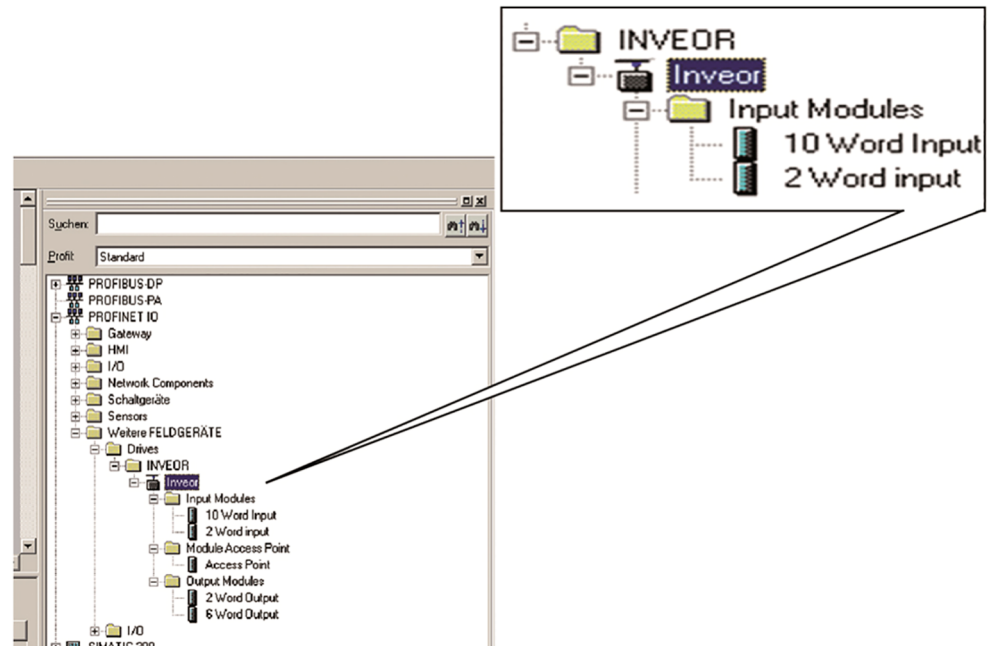 INVEOR
Inveor
Input Modules
10 Word Input
2 Word input
Suchen:
Profil: Standard
PROFIBUS-DP
PROFIBUS-PA
PROFINET IO
Gateway
HMI
I/O
Network Components
Schaltgeräte
Sensors
Weitere FELDGERÄTE
Drives
INVEOR
Inveor
Input Modules
10 Word Input
2 Word input
Module Access Point
Access Point
Output Modules
2 Word Output
6 Word Output
I/O